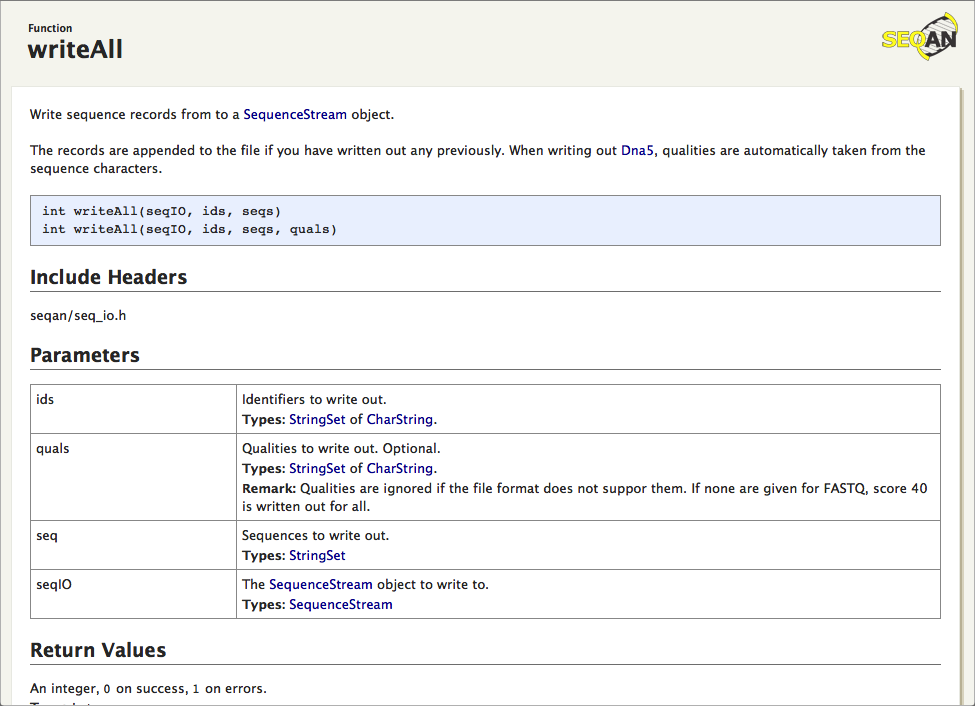 Function
writeAll
SEQAN
Write sequence records from to a SequenceStream object.
The records are appended to the file if you have written out any previously. When writing out Dna5, qualities are automatically taken from the
sequence characters.
int writeAll(seqIO, ids, seqs)
int writeAll(seqIO, ids, seqs, quals)
Include Headers
seqan/seq_io.h
Parameters
ids
Identifiers to write out.
Types: StringSet of CharString.
quals
Qualities to write out. Optional.
Types: StringSet of CharString.
Remark: Qualities are ignored if the file format does not suppor them. If none are given for FASTQ, score 40
is written out for all.
seq
Sequences to write out.
Types: StringSet
seqIO
The SequenceStream object to write to.
Types: SequenceStream
Return Values
An integer, 0 on success, 1 on errors.